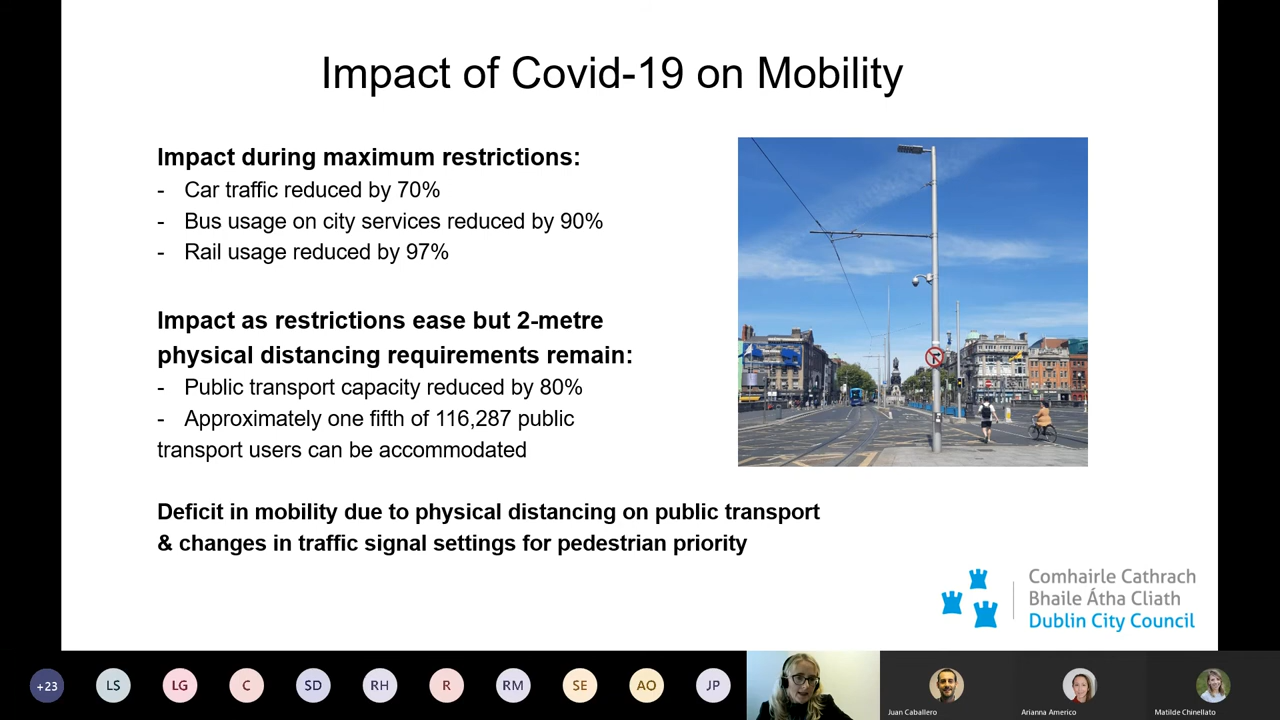 Impact of Covid-19 on Mobility
Impact during maximum restrictions:
- Car traffic reduced by 70%
- Bus usage on city services reduced by 90%
- Rail usage reduced by 97%
Impact as restrictions ease but 2-metre
physical distancing requirements remain:
- Public transport capacity reduced by 80%
- Approximately one fifth of 116,287 public
transport users can be accommodated
Deficit in mobility due to physical distancing on public transport
& changes in traffic signal settings for pedestrian priority
Comhairle Cathrach
Bhaile Átha Cliath
Dublin City Council
+23 LS LG C SD RH R RM SE AO JP
Juan Caballero Arianna Americo Matilde Chinellato